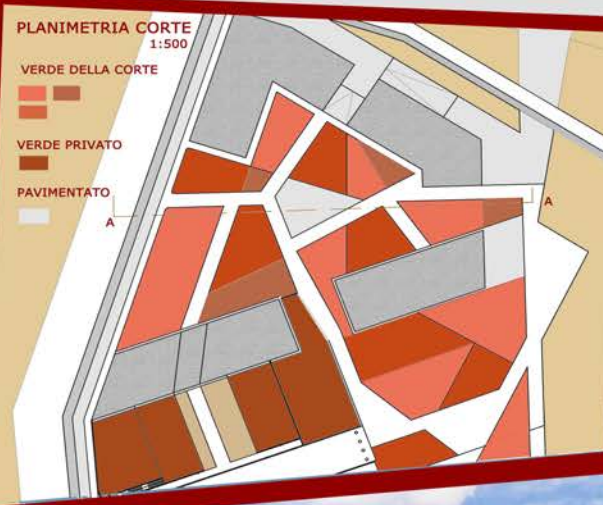 PLANIMETRIA CORTE
1:500
VERDE DELLA CORTE
VERDE PRIVATO
PAVIMENTATO
A
A